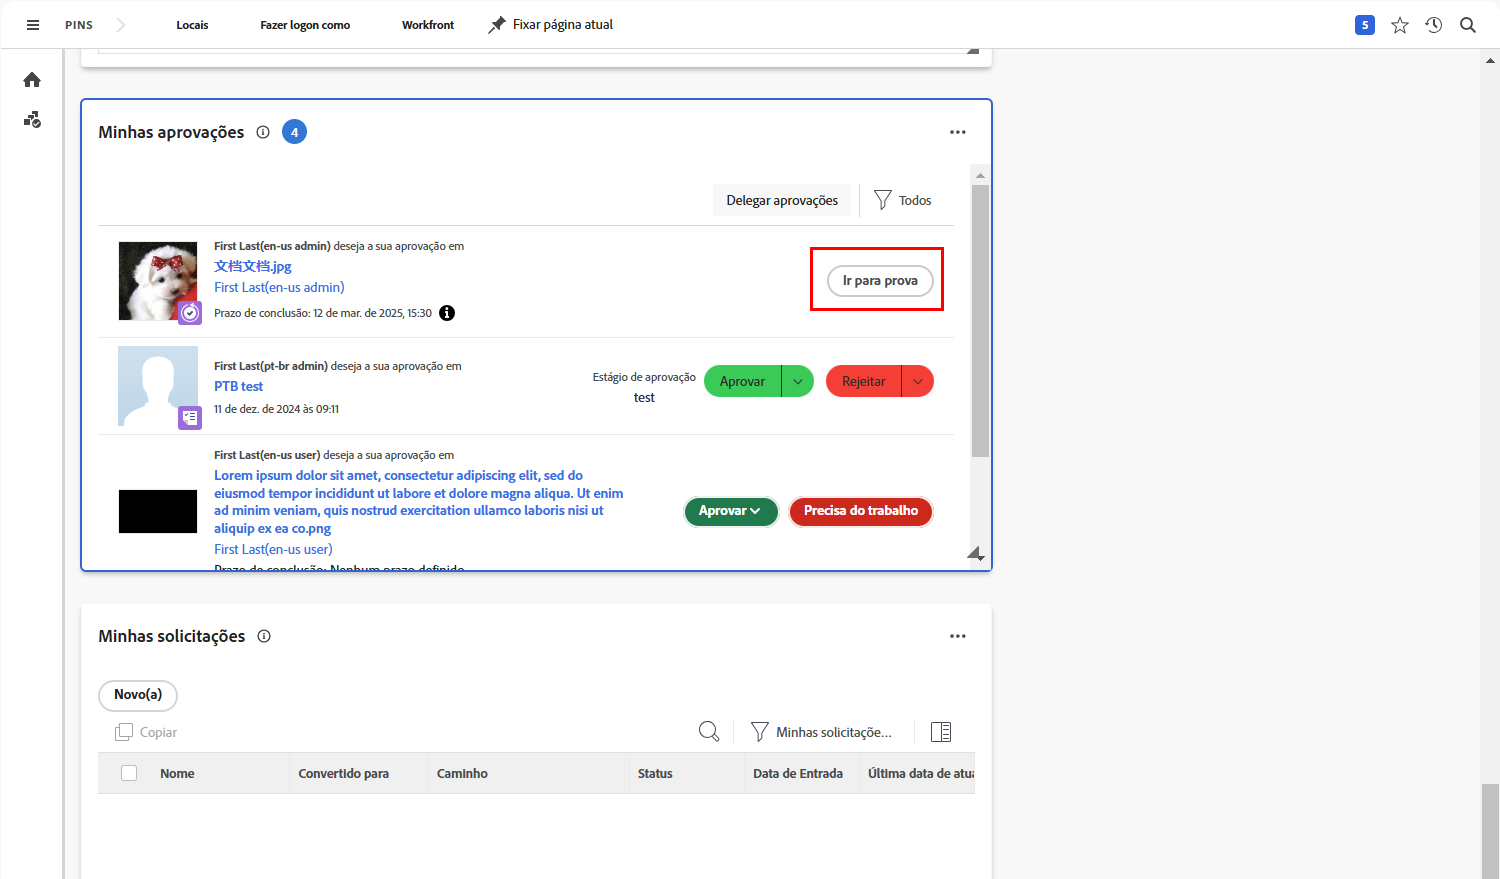 PINS
Locais
Fazer logon como
Workfront
Fixar página atual
5
Minhas aprovações
4
Delegar aprovações
Todos
First Last(en-us admin) deseja a sua aprovação em
文档文档.jpg
First Last(en-us admin)
Prazo de conclusão: 12 de mar. de 2025, 15:30
Ir para prova
First Last(pt-br admin) deseja a sua aprovação em
PTB test
11 de dez. de 2024 às 09:11
Estágio de aprovação
test
Aprovar
Rejeitar
First Last(en-us user) deseja a sua aprovação em
Lorem ipsum dolor sit amet, consectetur adipiscing elit, sed do
eiusmod tempor incididunt ut labore et dolore magna aliqua. Ut enim
ad minim veniam, quis nostrud exercitation ullamco laboris nisi ut
aliquip ex ea co.png
First Last(en-us user)
Prazo de conclusão: Nenhum prazo definido
Aprovar
Precisa do trabalho
Minhas solicitações
Novo(a)
Copiar
Minhas solicitaçõe...
Nome
Convertido para
Caminho
Status
Data de Entrada
Última data de atua